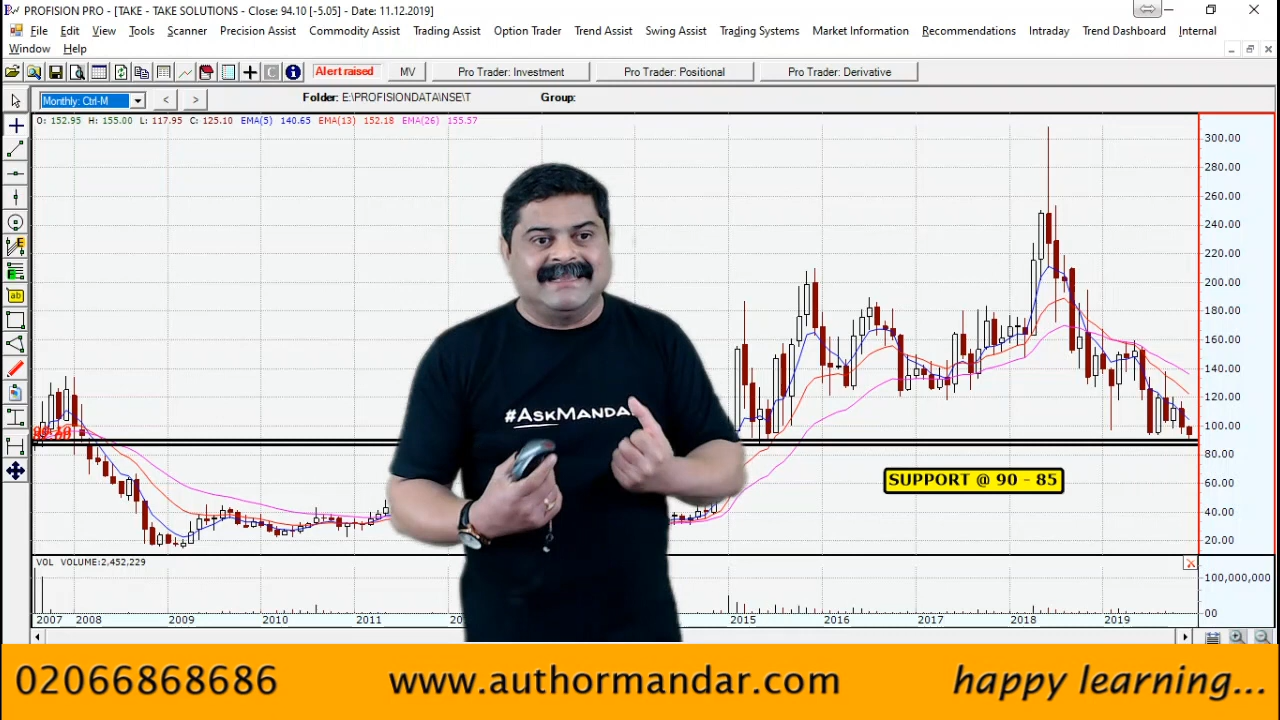 PROFISION PRO - [TAKE - TAKE SOLUTIONS - Close: 94.10 [-5.05] - Date: 11.12.2019]
File Edit View Tools Scanner Precision Assist Commodity Assist Trading Assist Option Trader Trend Assist Swing Assist Trading Systems Market Information Recommendations Intraday Trend Dashboard Internal
Window Help
Alert raised MV Pro Trader: Investment Pro Trader: Positional Pro Trader: Derivative
Monthly: Ctrl-M < > Folder: E:\PROFISIONDATA\NSE\T Group:
O: 152.95 H: 155.00 L: 117.95 C: 125.10 EMA(5) 140.65 EMA(13) 152.18 EMA(26) 155.57
300.00
280.00
260.00
240.00
220.00
200.00
180.00
160.00
140.00
120.00
100.00
80.00
60.00
40.00
20.00
#AskMANDA
SUPPORT @ 90 - 85
VOL VOLUME:2,452,229
100,000,000
00
2007 2008 2009 2010 2011 2015 2016 2017 2018 2019
02066868686 www.authormandar.com happy learning...